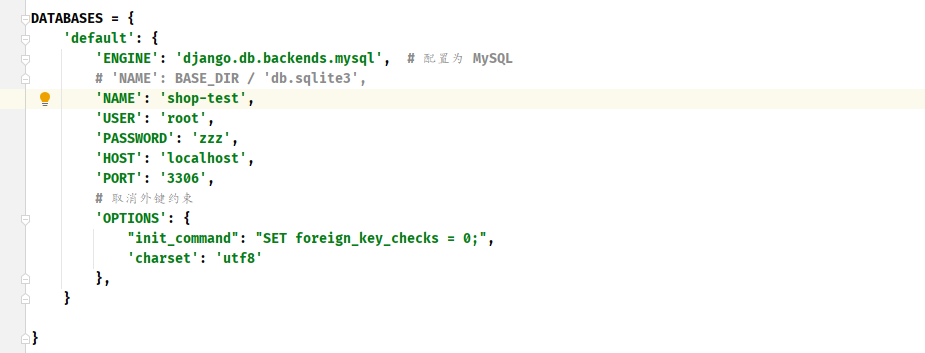 DATABASES = {
    'default': {
        'ENGINE': 'django.db.backends.mysql',  # 配置为 MySQL
        # 'NAME': BASE_DIR / 'db.sqlite3',
        'NAME': 'shop-test',
        'USER': 'root',
        'PASSWORD': 'zzz',
        'HOST': 'localhost',
        'PORT': '3306',
        # 取消外键约束
        'OPTIONS': {
            "init_command": "SET foreign_key_checks = 0;",
            'charset': 'utf8'
        },
    }
}